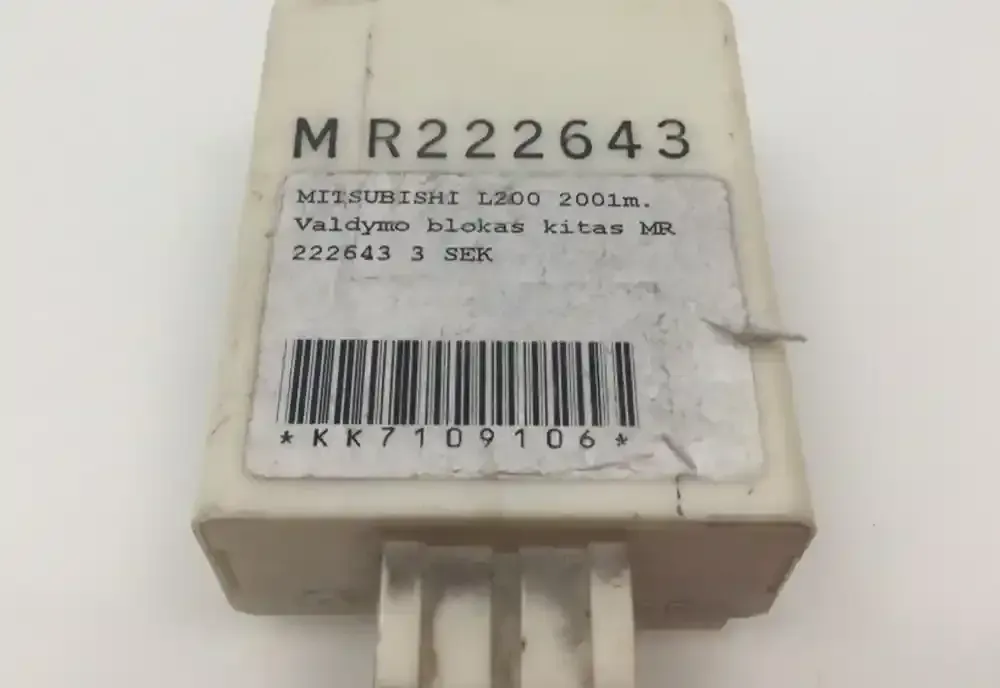 MR222643
MITSUBISHI L200 2001m.
Valdymo blokas kitas MR
222643 3 SEK
*KK7109106*